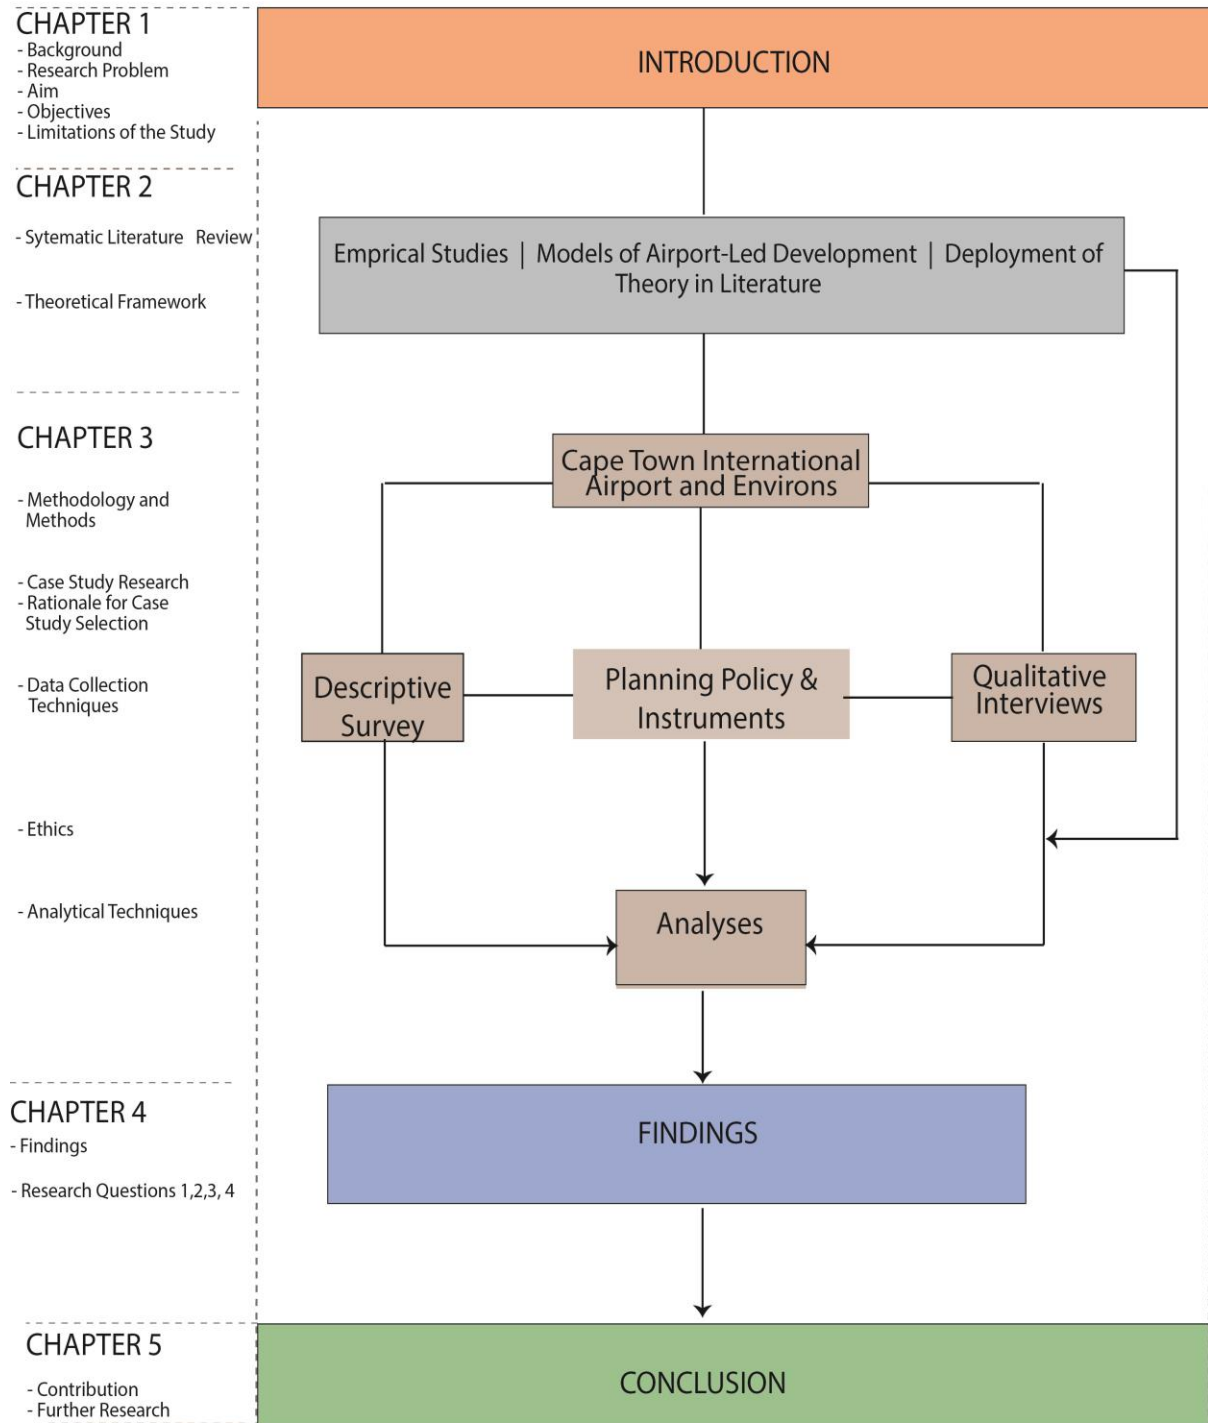 CHAPTER 1
- Background
- Research Problem
- Aim
- Objectives
- Limitations of the Study
INTRODUCTION
CHAPTER 2
- Sytematic Literature Review
- Theoretical Framework
Emprical Studies | Models of Airport-Led Development | Deployment of
Theory in Literature
CHAPTER 3
- Methodology and
Methods
- Case Study Research
- Rationale for Case
Study Selection
- Data Collection
Techniques
- Ethics
- Analytical Techniques
Cape Town International
Airport and Environs
Descriptive
Survey
Planning Policy &
Instruments
Qualitative
Interviews
Analyses
CHAPTER 4
- Findings
- Research Questions 1,2,3, 4
FINDINGS
CHAPTER 5
- Contribution
- Further Research
CONCLUSION